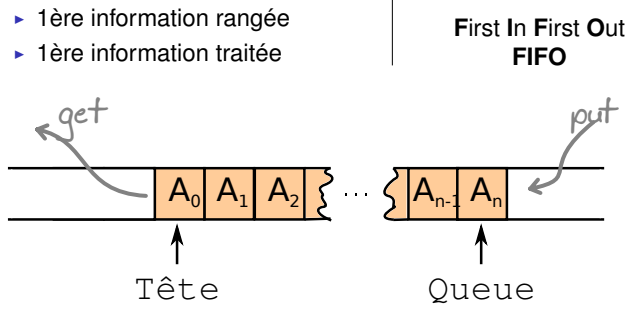 ▸ 1ère information rangée
▸ 1ère information traitée
First In First Out
FIFO
get
put
A₀ A₁ A₂ ... Aₙ₋₁ Aₙ
Tête
Queue